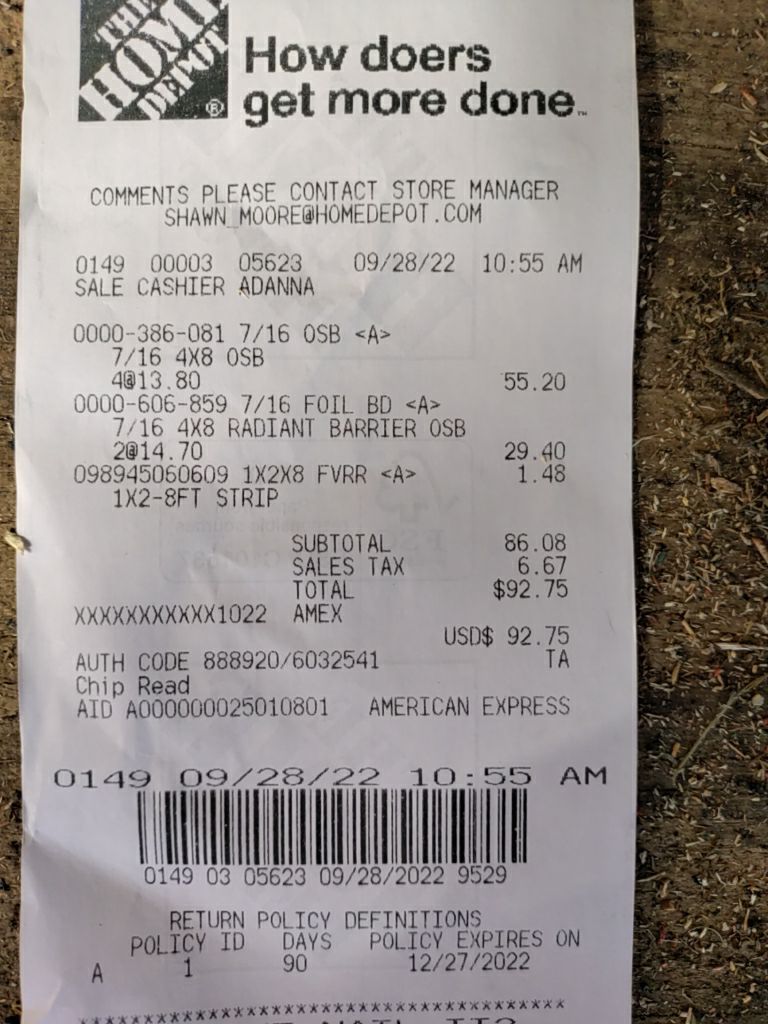 THE
HOME
DEPOT
®
How doers
get more done.™
COMMENTS PLEASE CONTACT STORE MANAGER
SHAWN_MOORE@HOMEDEPOT.COM
0149 00003 05623 09/28/22 10:55 AM
SALE CASHIER ADANNA
0000-386-081 7/16 OSB <A>
7/16 4X8 OSB
4@13.80 55.20
0000-606-859 7/16 FOIL BD <A>
7/16 4X8 RADIANT BARRIER OSB
2@14.70 29.40
098945060609 1X2X8 FVRR <A> 1.48
1X2-8FT STRIP
SUBTOTAL 86.08
SALES TAX 6.67
TOTAL $92.75
XXXXXXXXXXX1022 AMEX
USD$ 92.75
AUTH CODE 888920/6032541 TA
Chip Read
AID A000000025010801 AMERICAN EXPRESS
0149 09/28/22 10:55 AM
0149 03 05623 09/28/2022 9529
RETURN POLICY DEFINITIONS
POLICY ID DAYS POLICY EXPIRES ON
A 1 90 12/27/2022